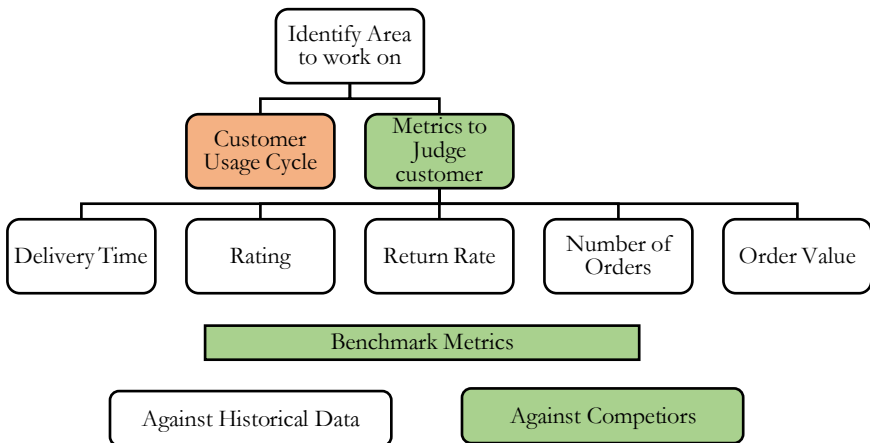 Identify Area
to work on
Customer
Usage Cycle
Metrics to
Judge
customer
Delivery Time
Rating
Return Rate
Number of
Orders
Order Value
Benchmark Metrics
Against Historical Data
Against Competiors